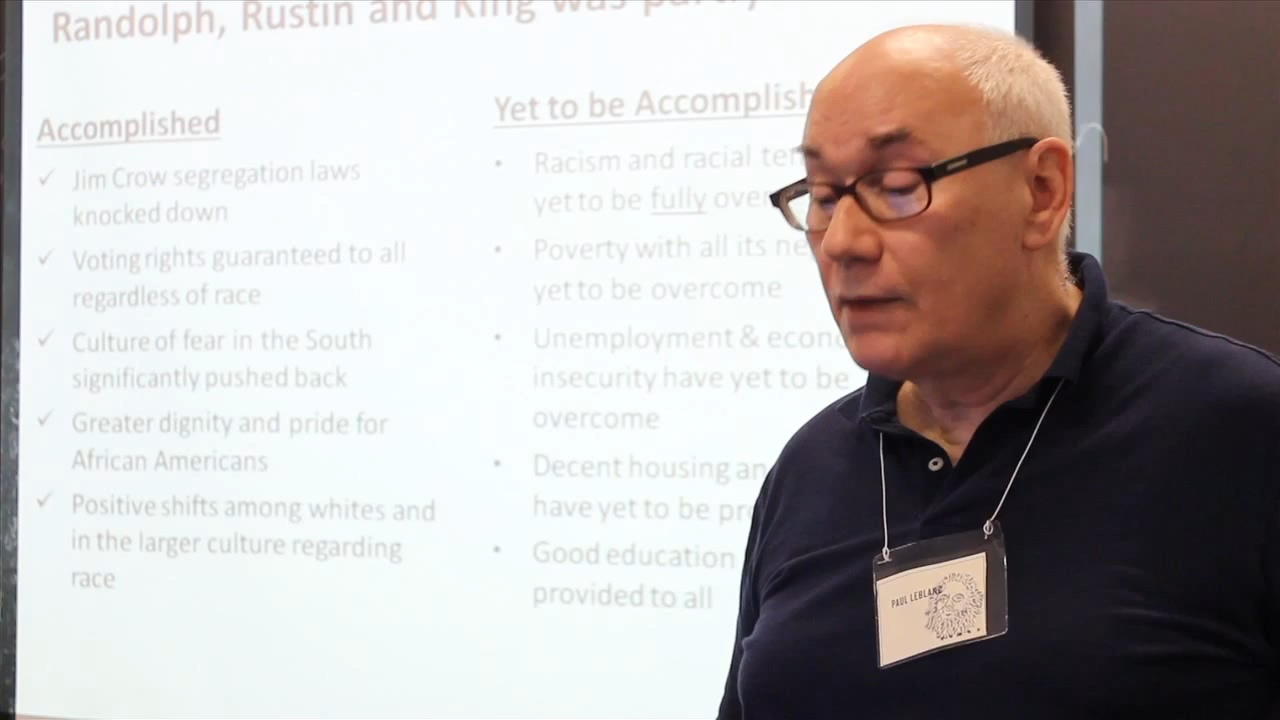 Randolph, Rustin and King was partly
Accomplished
Jim Crow segregation laws
knocked down
Voting rights guaranteed to all
regardless of race
Culture of fear in the South
significantly pushed back
Greater dignity and pride for
African Americans
Positive shifts among whites and
in the larger culture regarding
race
Yet to be Accomplish
Racism and racial ten
yet to be fully over
Poverty with all its ne
yet to be overcome
Unemployment & econo
insecurity have yet to be
overcome
Decent housing an
have yet to be pro
Good education
provided to all
PAUL LEBLANC